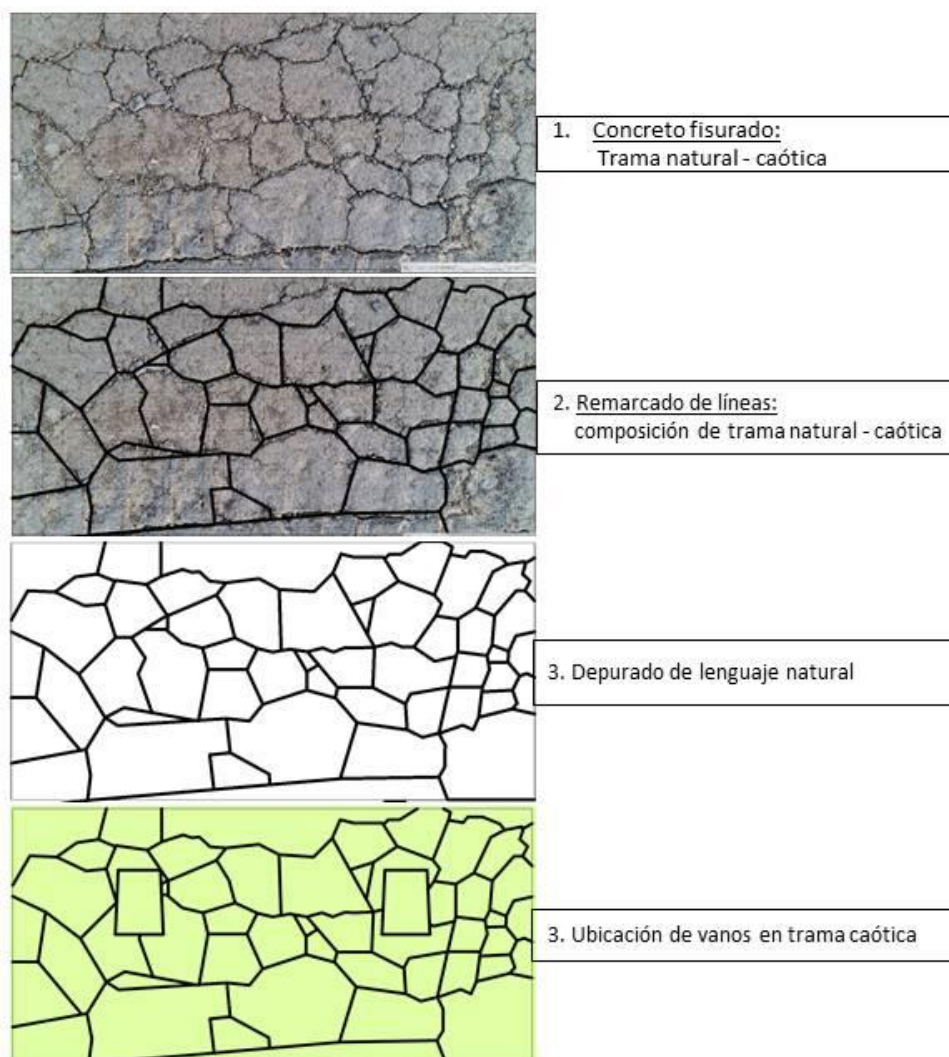 1. Concreto fisurado:
Trama natural - caótica
2. Remarcado de líneas:
composición de trama natural - caótica
3. Depurado de lenguaje natural
3. Ubicación de vanos en trama caótica